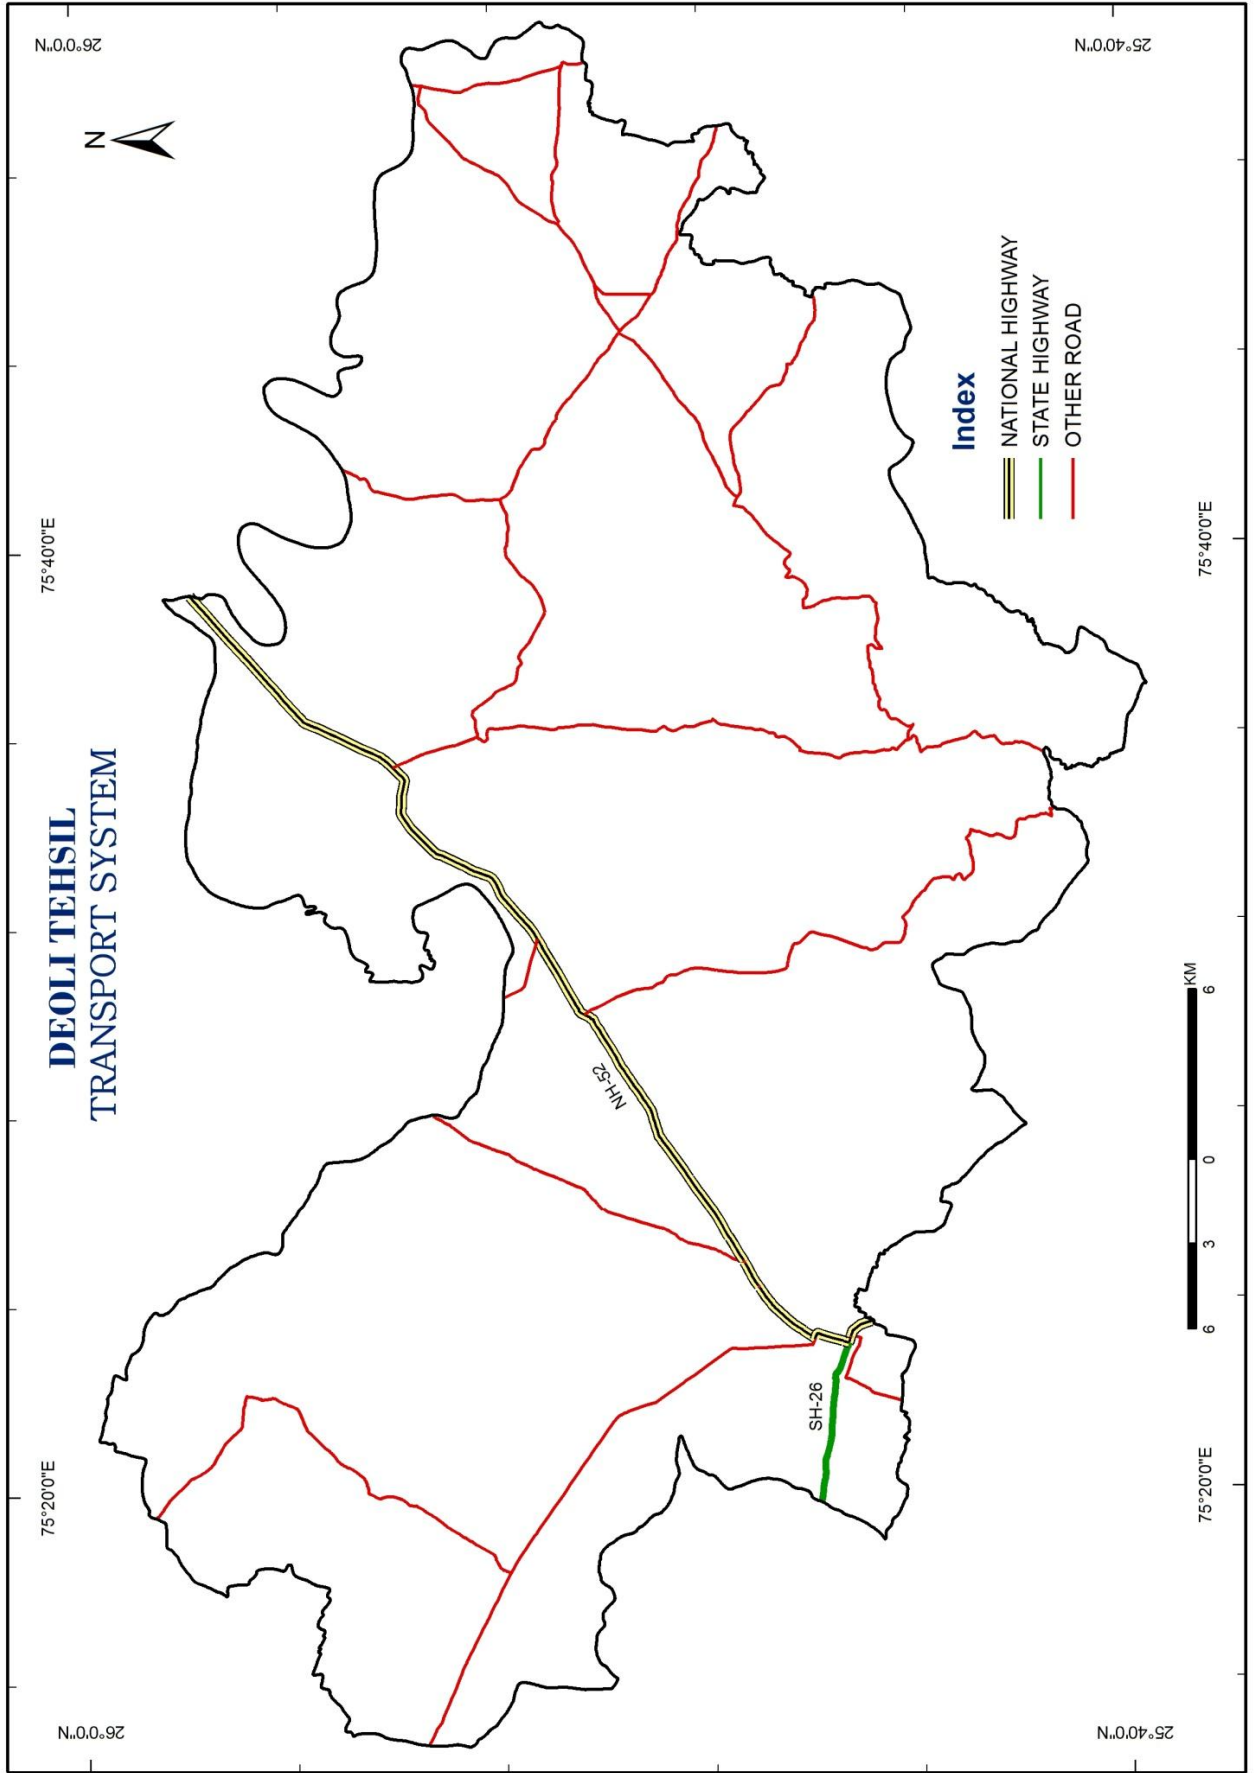 DEOLI TEHSIL
TRANSPORT SYSTEM
75°20'0"E
75°40'0"E
26°0'0"N
26°0'0"N
N
NH-52
SH-26
Index
NATIONAL HIGHWAY
STATE HIGHWAY
OTHER ROAD
6 3 0 6
KM
25°40'0"N
25°40'0"N
75°20'0"E
75°40'0"E